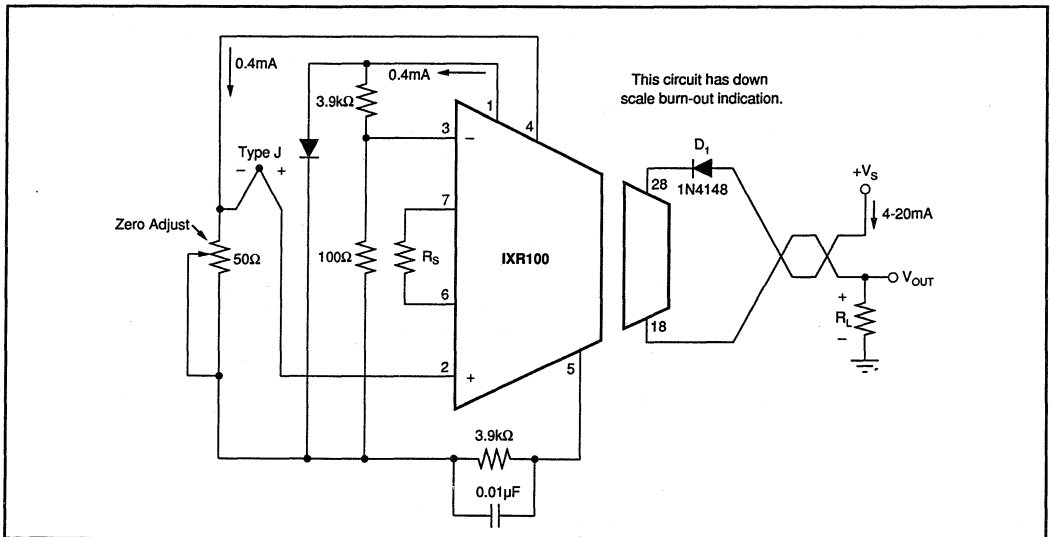 0.4mA
0.4mA
3.9kΩ
1
4
This circuit has down
scale burn-out indication.
3
−
Type J
−
+
D1
1N4148
28
+VS
4-20mA
7
Zero Adjust
50Ω
100Ω
RS
IXR100
VOUT
6
+
RL
−
18
2
+
5
3.9kΩ
0.01µF